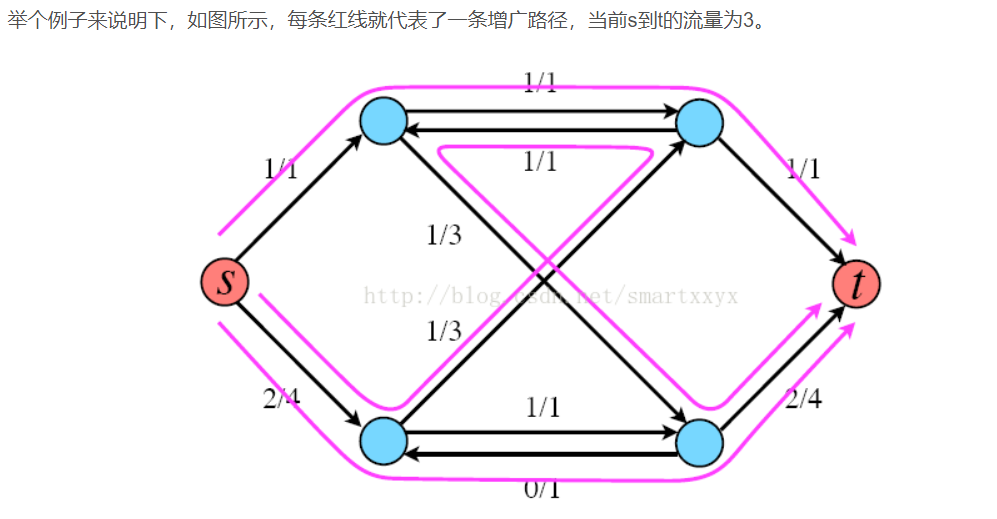 举个例子来说明下，如图所示，每条红线就代表了一条增广路径，当前s到t的流量为3。
1/1
1/1
1/1
1/1
1/3
s
t
http://blog.csdn.net/smartxxyx
1/3
2/4
1/1
2/4
0/1